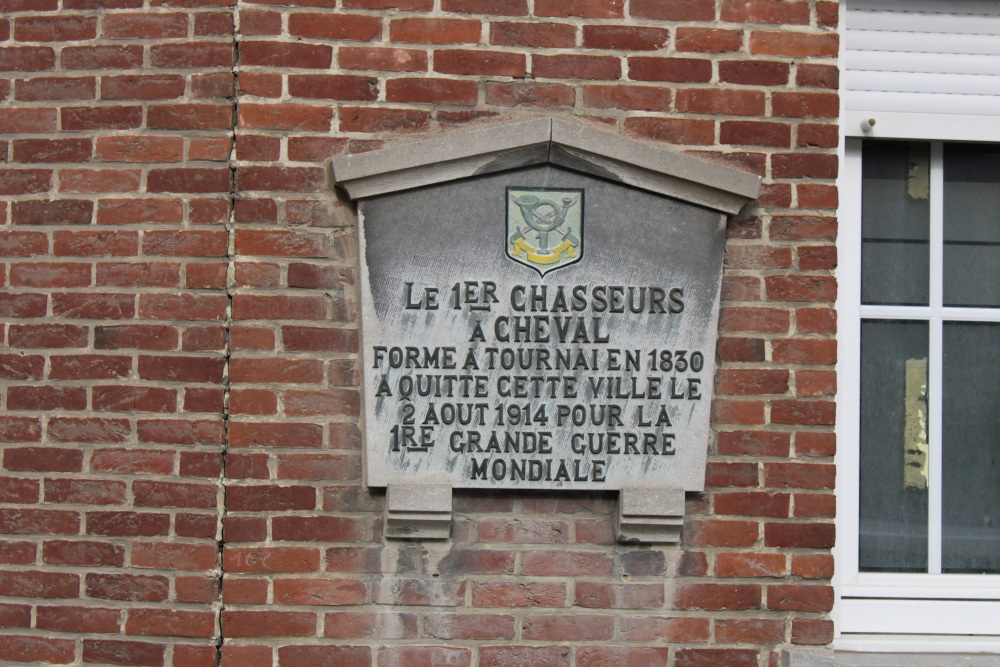 LE 1ER CHASSEURS
A CHEVAL
FORME A TOURNAI EN 1830
A QUITTE CETTE VILLE LE
2 AOUT 1914 POUR LA
1RE GRANDE GUERRE
MONDIALE